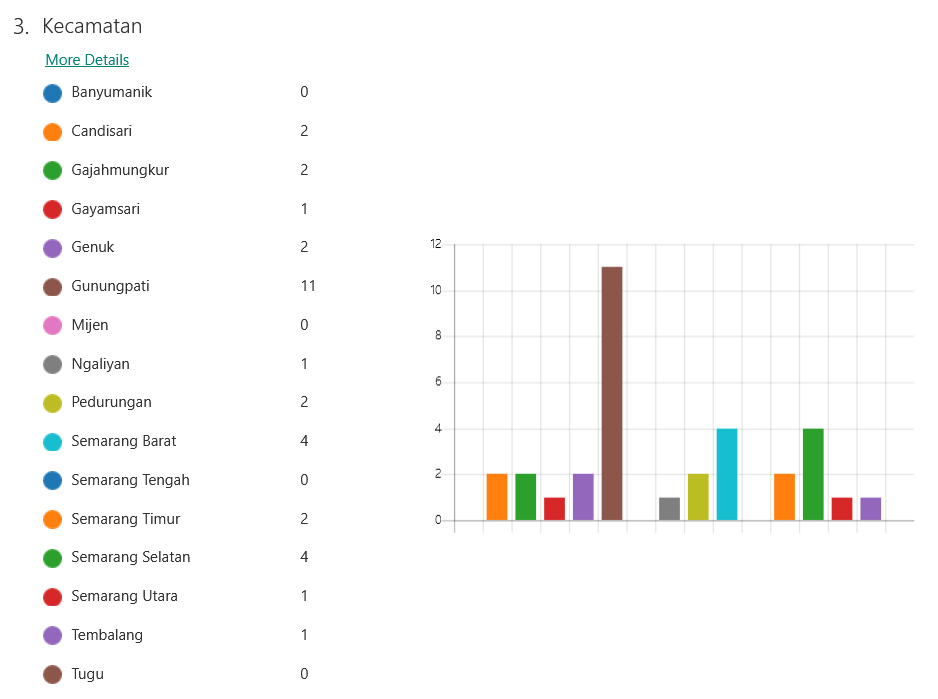 3. Kecamatan
More Details
Banyumanik 0
Candisari 2
Gajahmungkur 2
Gayamsari 1
Genuk 2
Gunungpati 11
Mijen 0
Ngaliyan 1
Pedurungan 2
Semarang Barat 4
Semarang Tengah 0
Semarang Timur 2
Semarang Selatan 4
Semarang Utara 1
Tembalang 1
Tugu 0
12
10
8
6
4
2
0